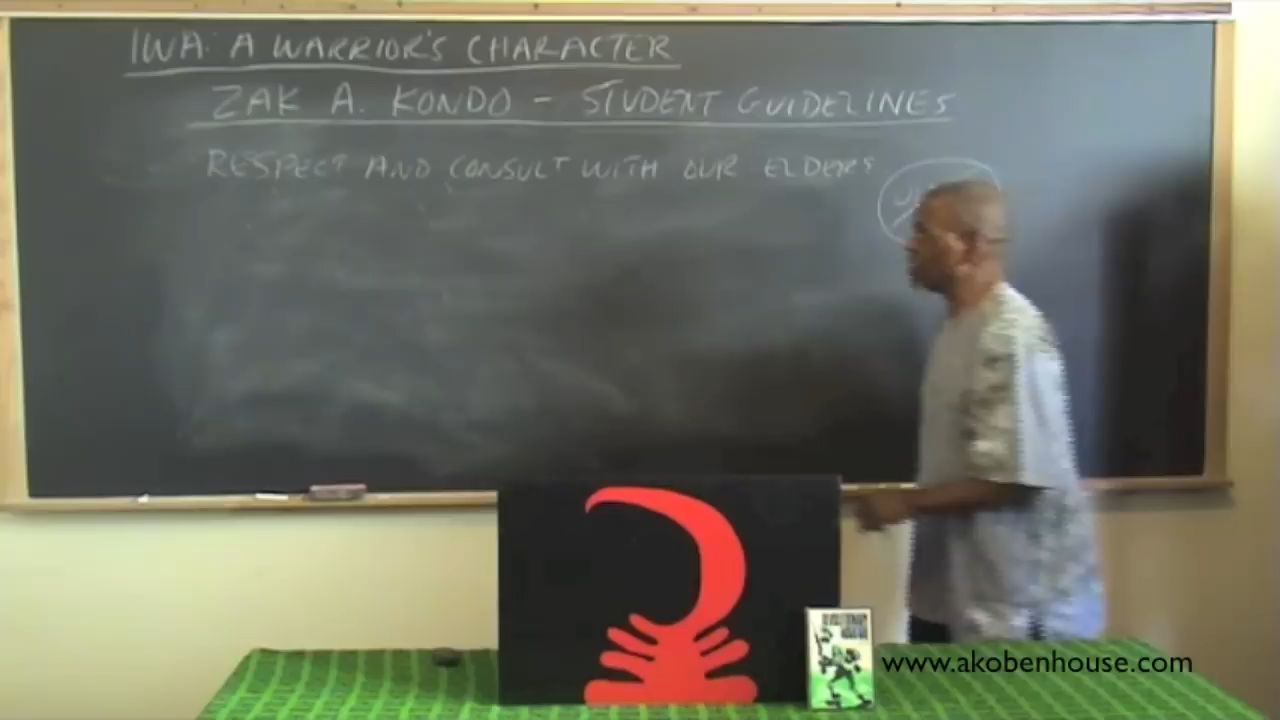 IWA: A WARRIOR'S CHARACTER
ZAK A. KONDO - STUDENT GUIDELINES
RESPECT AND CONSULT WITH OUR ELDERS
www.akobenhouse.com